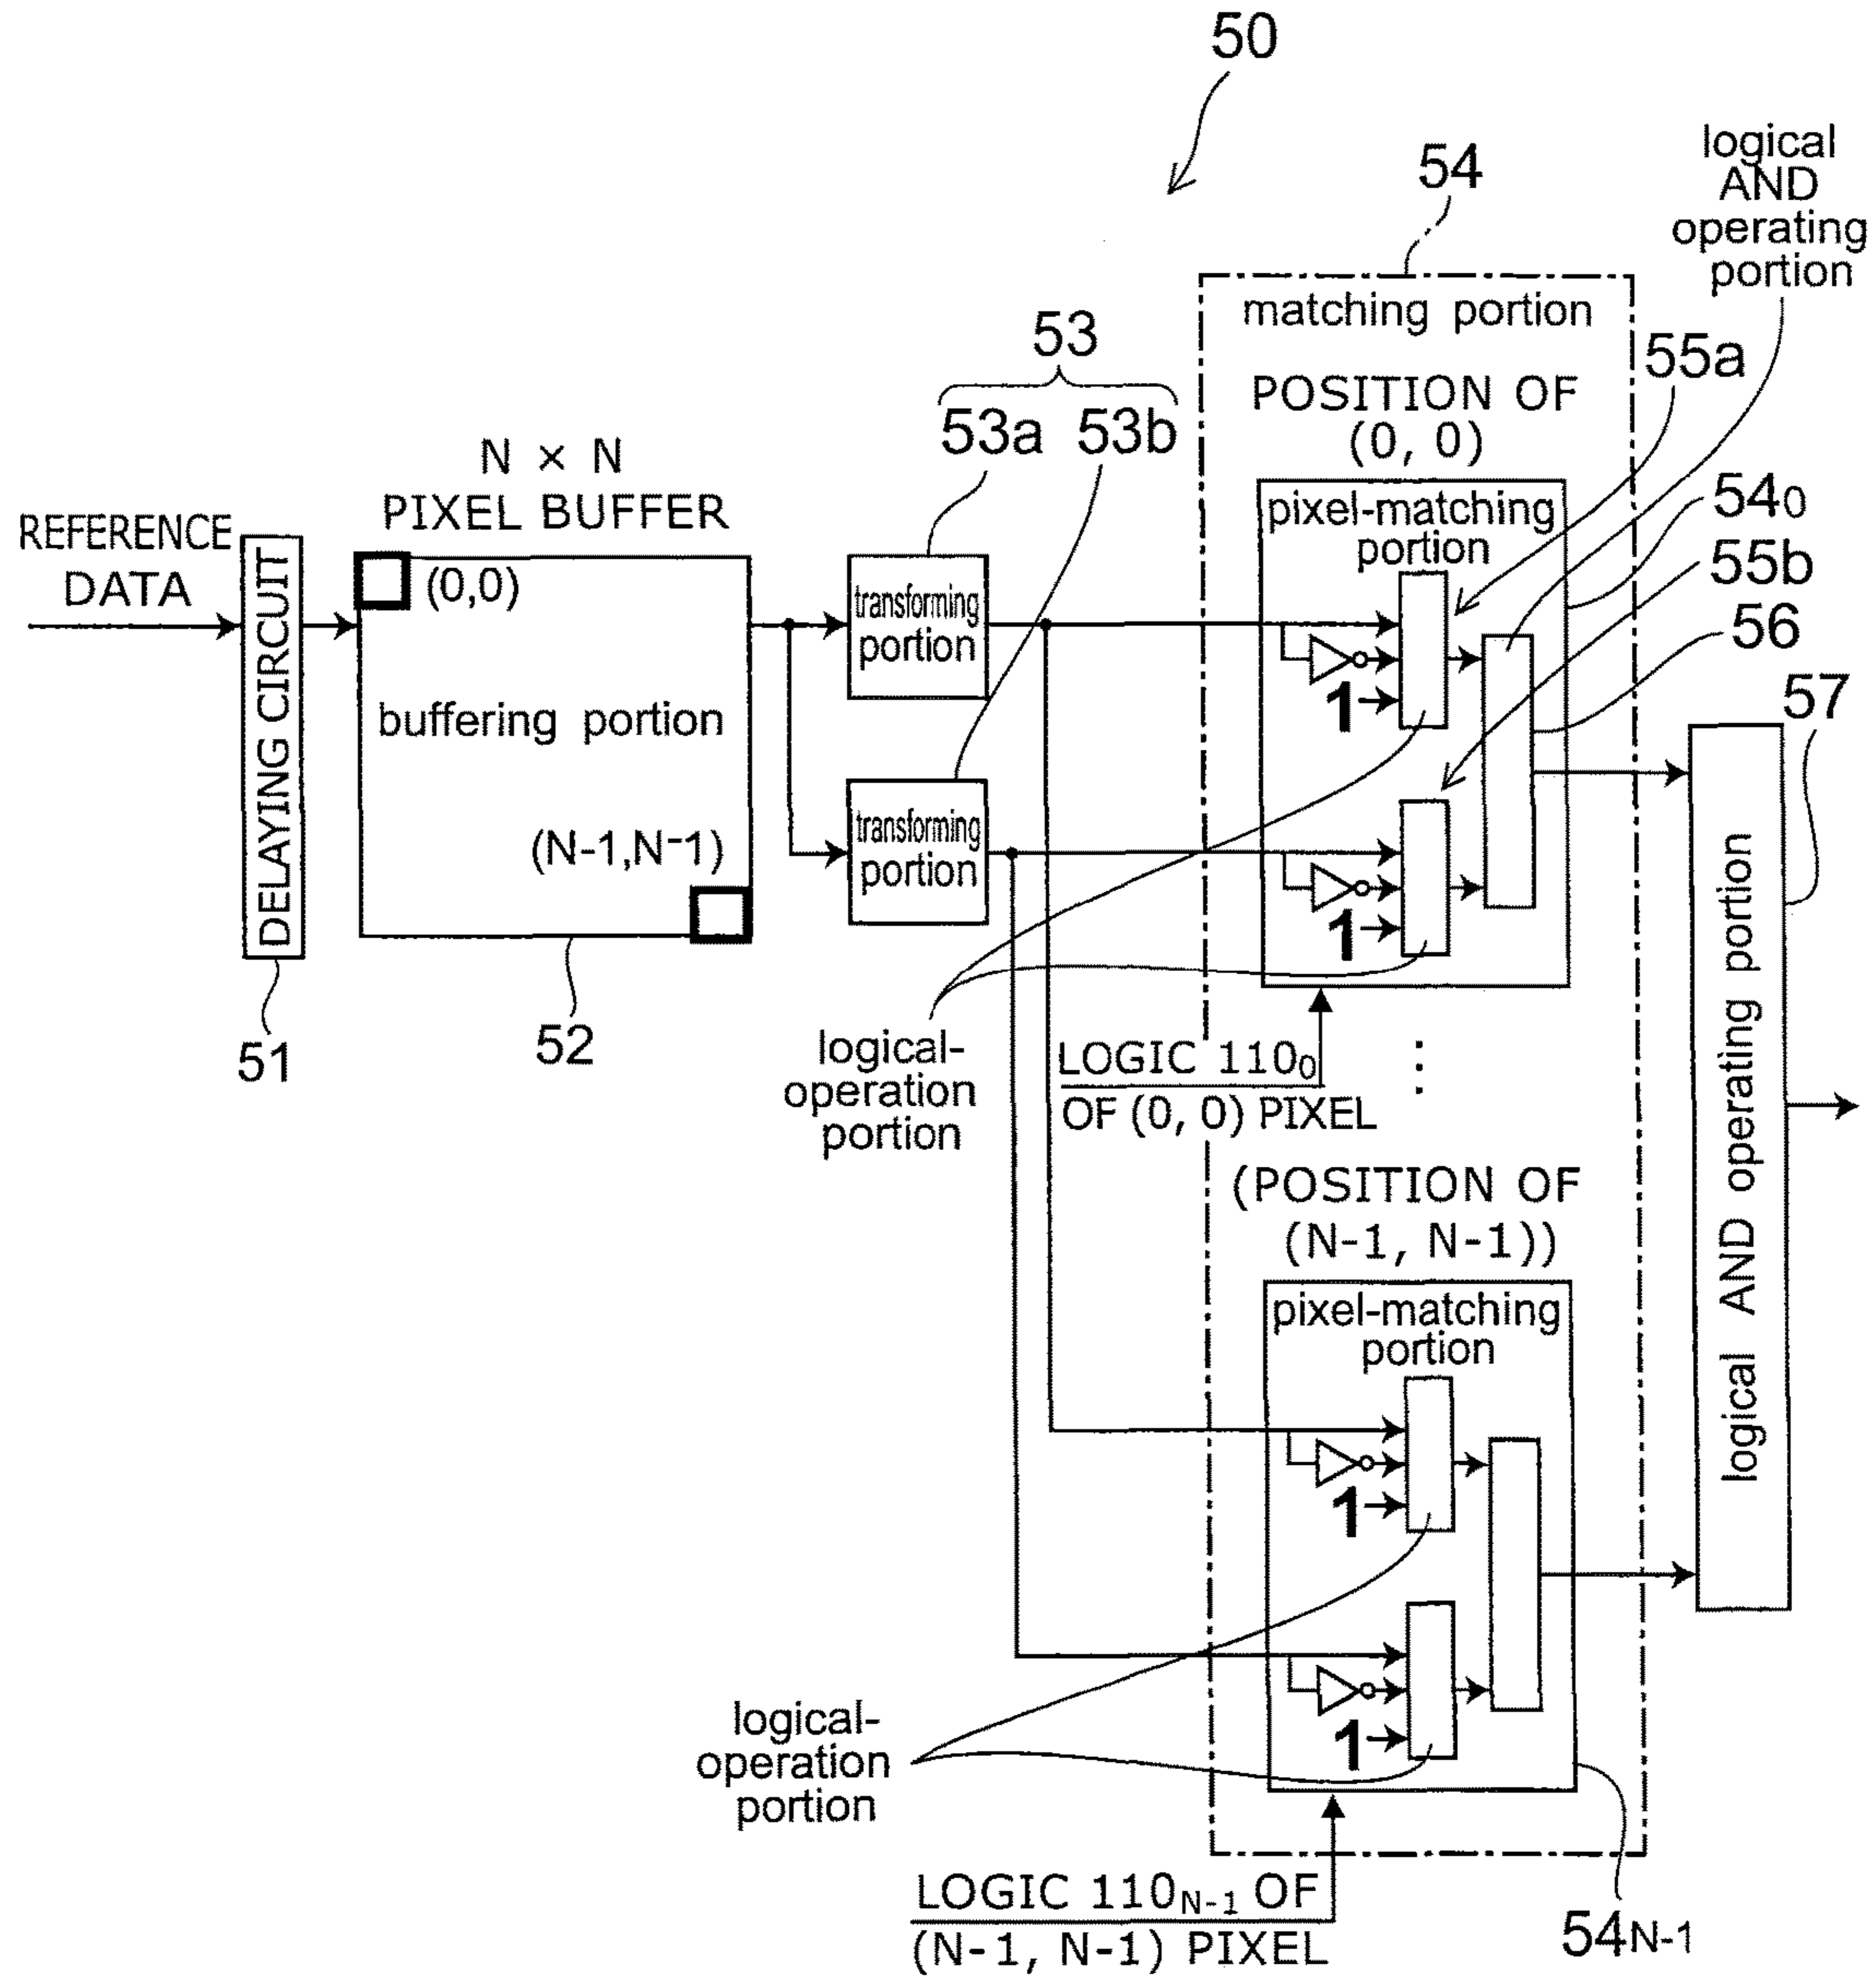 50
54
logical
AND
operating
portion
matching portion
53
55a
POSITION OF
(0, 0)
53a 53b
N × N
PIXEL BUFFER
pixel-matching
portion
54₀
REFERENCE
DATA
55b
(0,0)
56
DELAYING CIRCUIT
transforming
portion
1
buffering portion
57
transforming
portion
(N-1,N-1)
1
51
52
logical-
operation
portion
LOGIC 110₀
OF (0, 0) PIXEL
⋮
logical AND operating portion
(POSITION OF
(N-1, N-1))
pixel-matching
portion
1
logical-
operation
portion
1
LOGIC 110N-1 OF
(N-1, N-1) PIXEL
54N-1